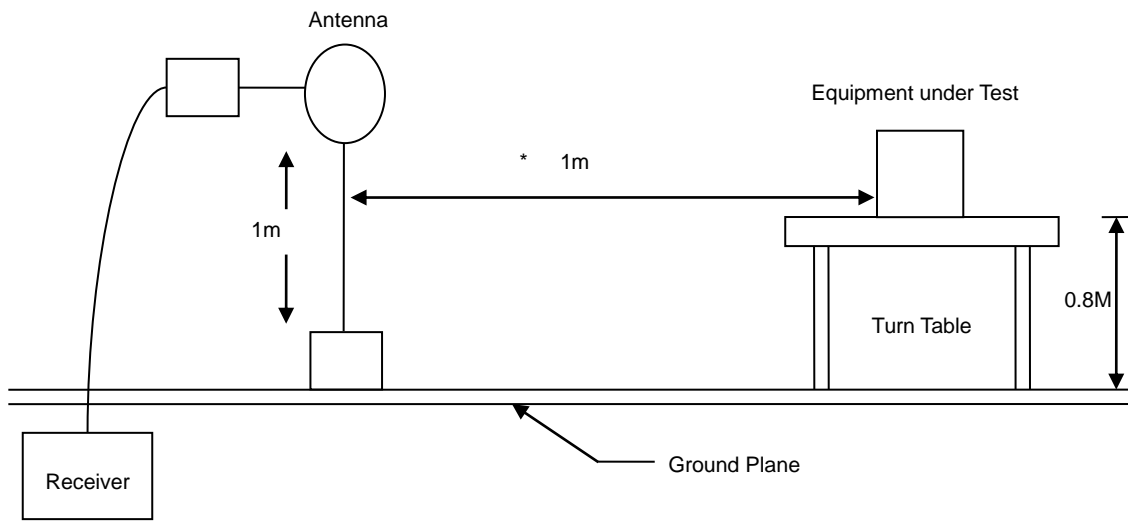 Antenna
Equipment under Test
* 1m
1m
0.8M
Turn Table
Ground Plane
Receiver